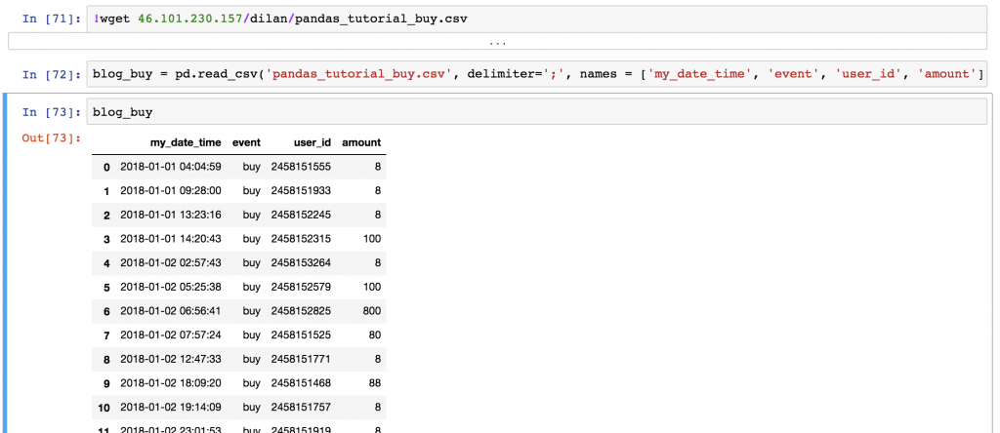 In [71]: !wget 46.101.230.157/dilan/pandas_tutorial_buy.csv
...
In [72]: blog_buy = pd.read_csv('pandas_tutorial_buy.csv', delimiter=';', names = ['my_date_time', 'event', 'user_id', 'amount']
In [73]: blog_buy
Out[73]:
my_date_time event user_id amount
0 2018-01-01 04:04:59 buy 2458151555 8
1 2018-01-01 09:28:00 buy 2458151933 8
2 2018-01-01 13:23:16 buy 2458152245 8
3 2018-01-01 14:20:43 buy 2458152315 100
4 2018-01-02 02:57:43 buy 2458153264 8
5 2018-01-02 05:25:38 buy 2458152579 100
6 2018-01-02 06:56:41 buy 2458152825 800
7 2018-01-02 07:57:24 buy 2458151525 80
8 2018-01-02 12:47:33 buy 2458151771 8
9 2018-01-02 18:09:20 buy 2458151468 88
10 2018-01-02 19:14:09 buy 2458151757 8
11 2018-01-02 23:01:53 buy 2458151919 8